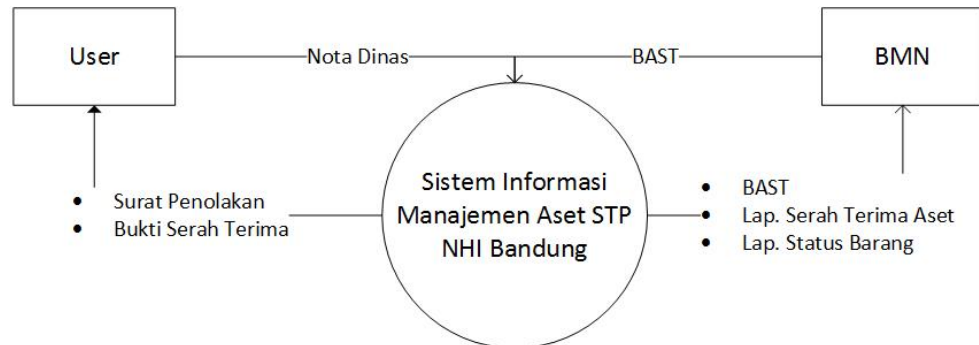 User
Nota Dinas
BAST
BMN
Sistem Informasi
Manajemen Aset STP
NHI Bandung
• Surat Penolakan
• Bukti Serah Terima
• BAST
• Lap. Serah Terima Aset
• Lap. Status Barang